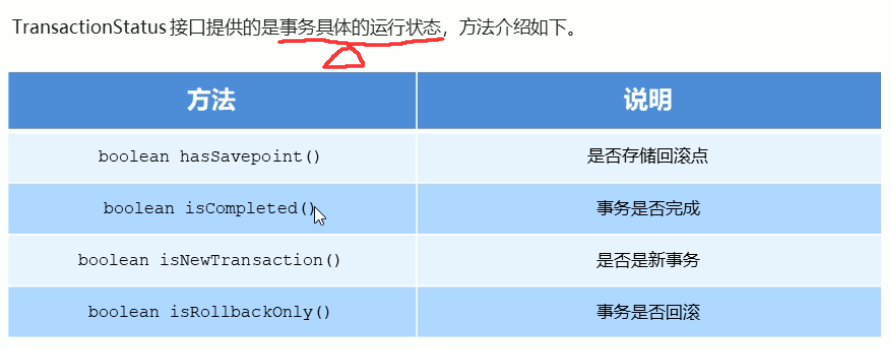 TransactionStatus 接口提供的是事务具体的运行状态，方法介绍如下。
方法 说明
boolean hasSavepoint() 是否存储回滚点
boolean isCompleted() 事务是否完成
boolean isNewTransaction() 是否是新事务
boolean isRollbackOnly() 事务是否回滚